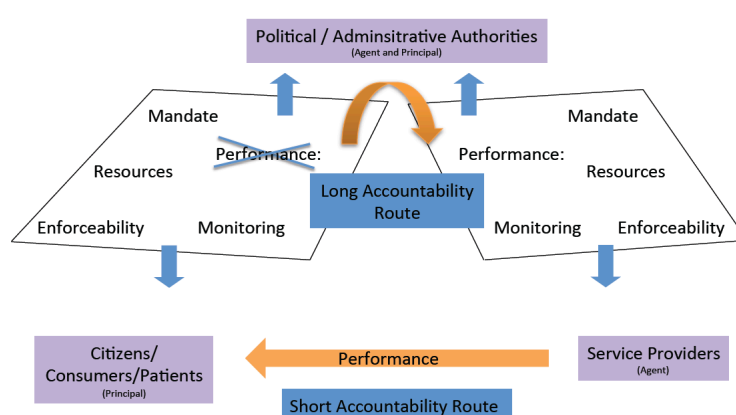 Political / Adminsitrative Authorities
(Agent and Principal)
Mandate
Performance:
Resources
Enforceability
Monitoring
Long Accountability
Route
Mandate
Performance:
Resources
Monitoring
Enforceability
Citizens/
Consumers/Patients
(Principal)
Performance
Service Providers
(Agent)
Short Accountability Route